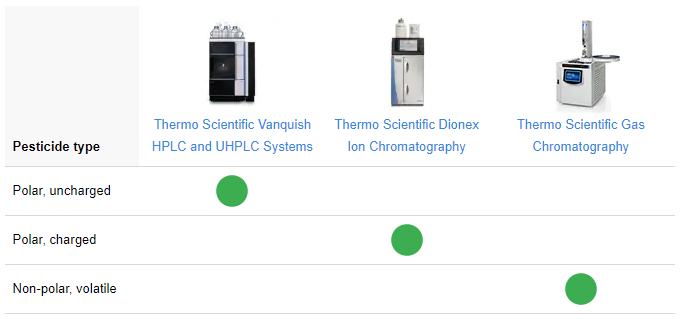 Thermo Scientific Vanquish
HPLC and UHPLC Systems
Thermo Scientific Dionex
Ion Chromatography
Thermo Scientific Gas
Chromatography
Pesticide type
Polar, uncharged
Polar, charged
Non-polar, volatile